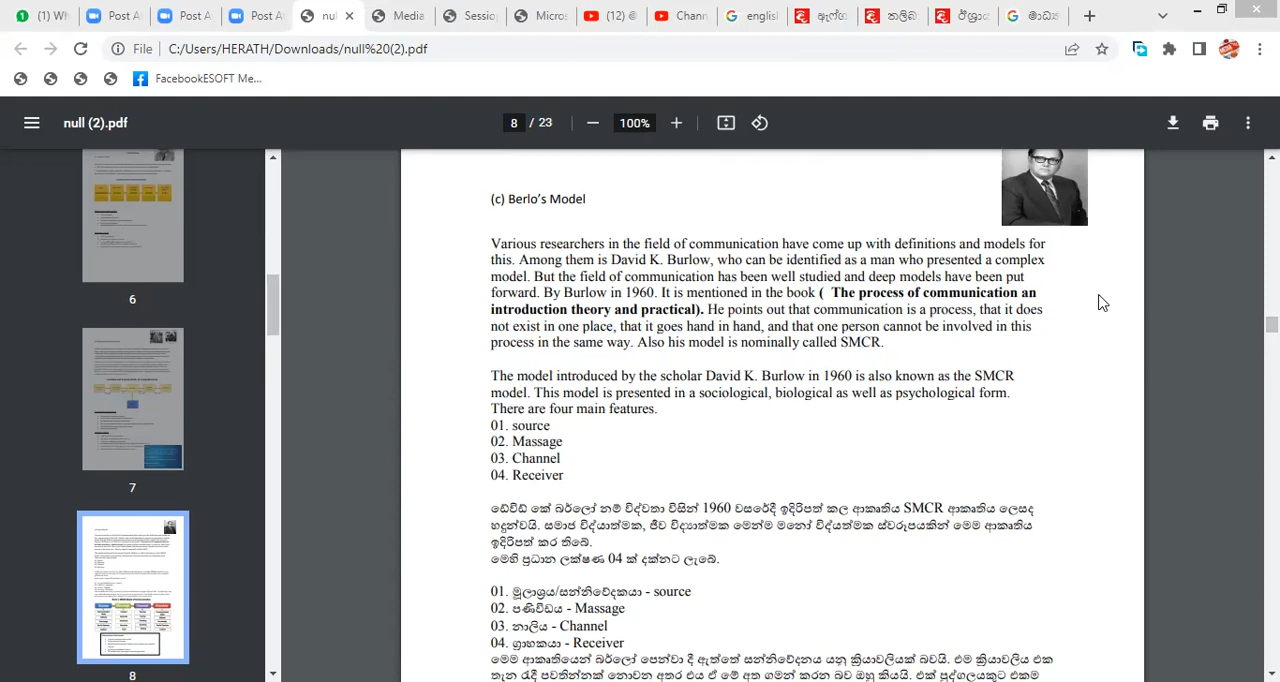 (1) Wh
Post A
Post A
Post A
nul
Media
Sessio
Micros
(12)
Chann
english
ඇෆ්ග
තලිබ
ඊශ්‍රා
මාධ්‍ය
File
C:/Users/HERATH/Downloads/null%20(2).pdf
FacebookESOFT Me...
null (2).pdf
8 / 23
100%
6
7
8
(c) Berlo's Model
Various researchers in the field of communication have come up with definitions and models for
this. Among them is David K. Burlow, who can be identified as a man who presented a complex
model. But the field of communication has been well studied and deep models have been put
forward. By Burlow in 1960. It is mentioned in the book ( The process of communication an
introduction theory and practical). He points out that communication is a process, that it does
not exist in one place, that it goes hand in hand, and that one person cannot be involved in this
process in the same way. Also his model is nominally called SMCR.
The model introduced by the scholar David K. Burlow in 1960 is also known as the SMCR
model. This model is presented in a sociological, biological as well as psychological form.
There are four main features.
01. source
02. Massage
03. Channel
04. Receiver
ඩේවිඩ් කේ බර්ලෝ නම් විද්වතා විසින් 1960 වසරේදී ඉදිරිපත් කල ආකෘතිය SMCR ආකෘතිය ලෙසද
හඳුන්වයි. සමාජ විද්යාත්මක, ජීව විද්යාත්මක මෙන්ම මනෝ විද්යත්මක ස්වරූපයකින් මෙම ආකෘතිය
ඉදිරිපත් කර තිබේ.
මෙහි ප්‍රධාන ලක්ෂණ 04 ක් දක්නට ලැබේ.
01. මූලාශ්‍රය/සන්නිවේදකයා - source
02. පණිවිඩය - Massage
03. නාලිය - Channel
04. ග්‍රාහකයා - Receiver
මෙම ආකෘතියෙන් බර්ලෝ පෙන්වා දී ඇත්තේ සන්නිවේදනය යනු ක්‍රියාවලියක් බවයි. එම ක්‍රියාවලිය එක
තැන රැදී පවතින්නක් නොවන අතර එය ඒ මේ අත ගමන් කරන බව ඔහු කියයි. එක් පුද්ගලයකුට එකම